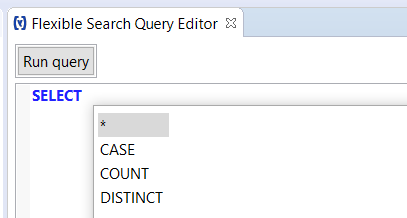 Flexible Search Query Editor
Run query
SELECT
*
CASE
COUNT
DISTINCT